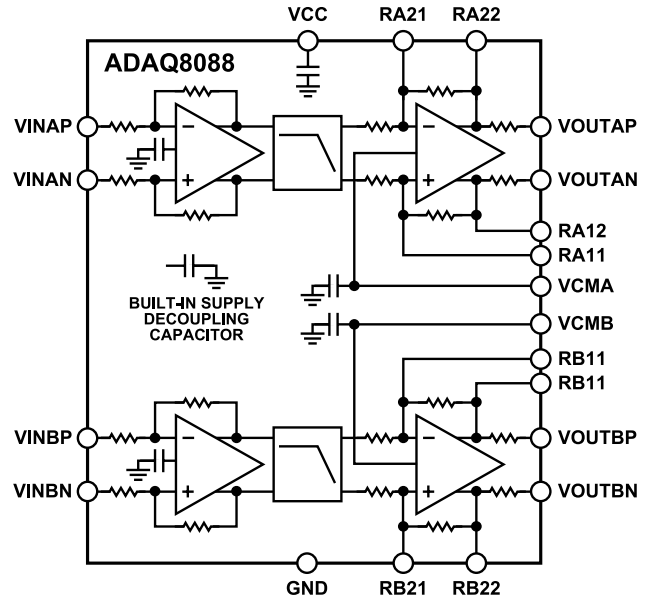 VCC RA21 RA22
ADAQ8088
VINAP
VOUTAP
VINAN
VOUTAN
RA12
RA11
VCMA
BUILT-IN SUPPLY
DECOUPLING
CAPACITOR
VCMB
RB11
RB11
VINBP
VOUTBP
VINBN
VOUTBN
GND RB21 RB22